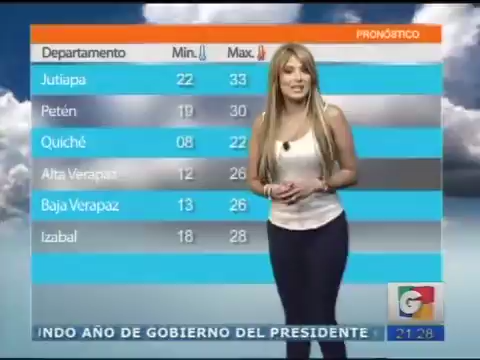 PRONÓSTICO
Departamento Min. Max.
Jutiapa 22 33
Petén 19 30
Quiché 08 22
Alta Verapaz 12 26
Baja Verapaz 13 26
Izabal 18 28
G
NDO AÑO DE GOBIERNO DEL PRESIDENTE
21:28